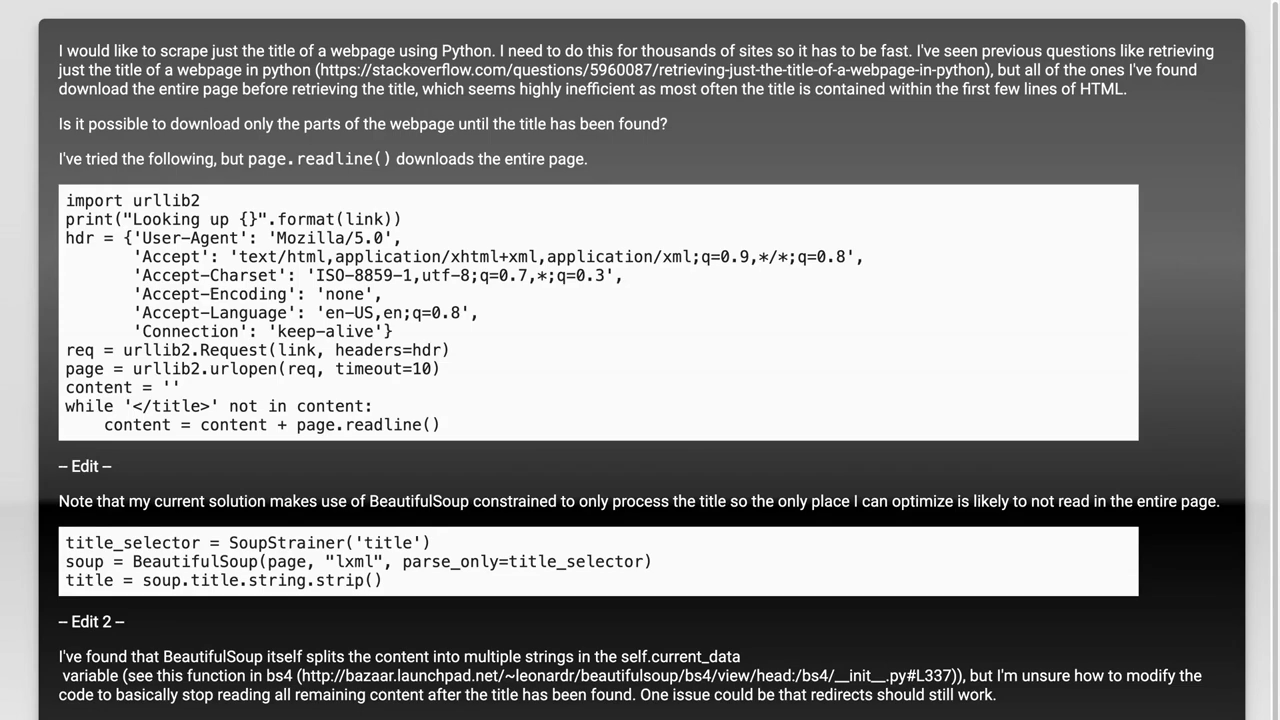 I would like to scrape just the title of a webpage using Python. I need to do this for thousands of sites so it has to be fast. I've seen previous questions like retrieving
just the title of a webpage in python (https://stackoverflow.com/questions/5960087/retrieving-just-the-title-of-a-webpage-in-python), but all of the ones I've found
download the entire page before retrieving the title, which seems highly inefficient as most often the title is contained within the first few lines of HTML.
Is it possible to download only the parts of the webpage until the title has been found?
I've tried the following, but page.readline() downloads the entire page.
import urllib2
print("Looking up {}".format(link))
hdr = {'User-Agent': 'Mozilla/5.0',
       'Accept': 'text/html,application/xhtml+xml,application/xml;q=0.9,*/*;q=0.8',
       'Accept-Charset': 'ISO-8859-1,utf-8;q=0.7,*;q=0.3',
       'Accept-Encoding': 'none',
       'Accept-Language': 'en-US,en;q=0.8',
       'Connection': 'keep-alive'}
req = urllib2.Request(link, headers=hdr)
page = urllib2.urlopen(req, timeout=10)
content = ''
while '</title>' not in content:
    content = content + page.readline()
-- Edit --
Note that my current solution makes use of BeautifulSoup constrained to only process the title so the only place I can optimize is likely to not read in the entire page.
title_selector = SoupStrainer('title')
soup = BeautifulSoup(page, "lxml", parse_only=title_selector)
title = soup.title.string.strip()
-- Edit 2 --
I've found that BeautifulSoup itself splits the content into multiple strings in the self.current_data
variable (see this function in bs4 (http://bazaar.launchpad.net/~leonardr/beautifulsoup/bs4/view/head:/bs4/__init__.py#L337)), but I'm unsure how to modify the
code to basically stop reading all remaining content after the title has been found. One issue could be that redirects should still work.